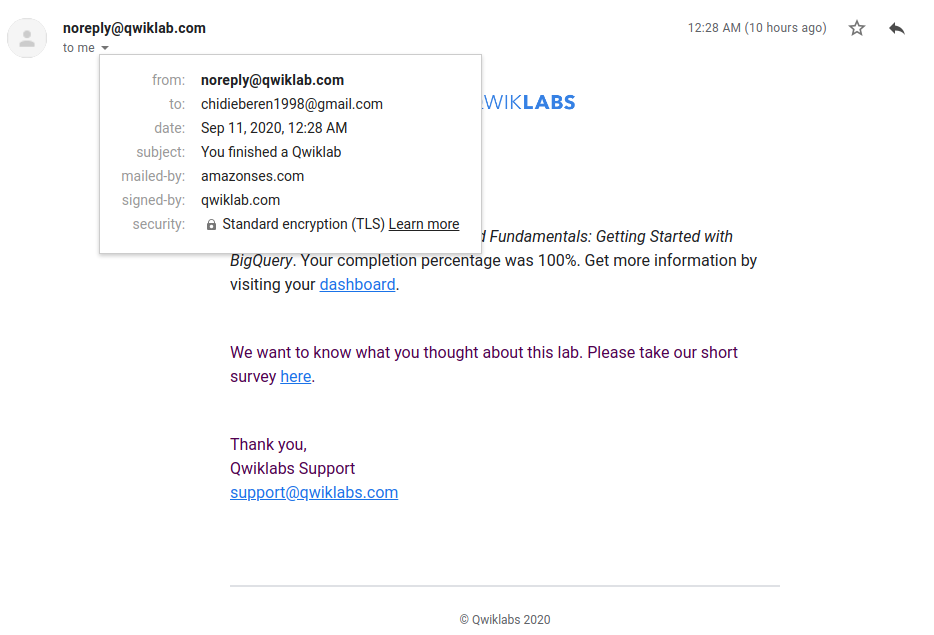 noreply@qwiklab.com
12:28 AM (10 hours ago)
to me
from: noreply@qwiklab.com
to: chidieberen1998@gmail.com
date: Sep 11, 2020, 12:28 AM
subject: You finished a Qwiklab
mailed-by: amazonses.com
signed-by: qwiklab.com
security: Standard encryption (TLS) Learn more
WIKLABS
Fundamentals: Getting Started with
BigQuery. Your completion percentage was 100%. Get more information by
visiting your dashboard.
We want to know what you thought about this lab. Please take our short
survey here.
Thank you,
Qwiklabs Support
support@qwiklabs.com
© Qwiklabs 2020